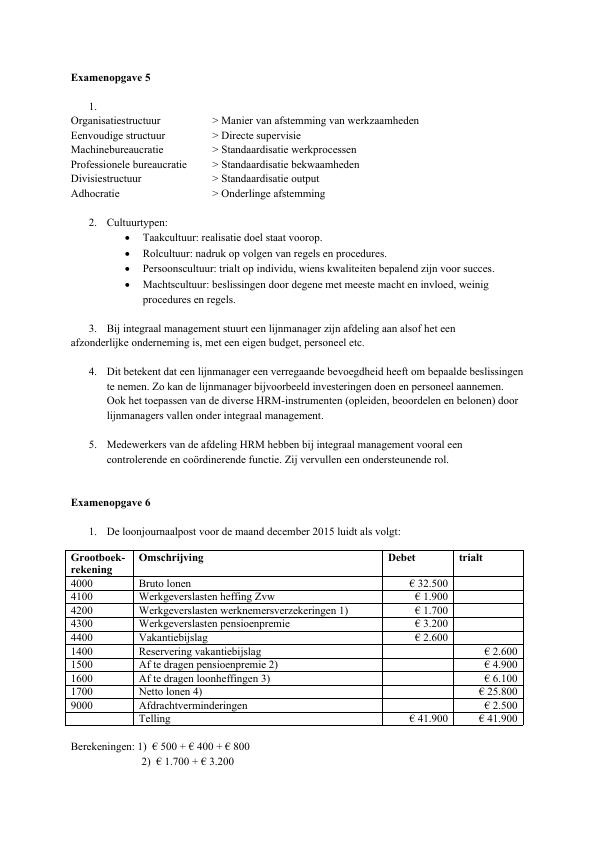 Examenopgave 5
1.
Organisatiestructuur > Manier van afstemming van werkzaamheden
Eenvoudige structuur > Directe supervisie
Machinebureaucratie > Standaardisatie werkprocessen
Professionele bureaucratie > Standaardisatie bekwaamheden
Divisiestructuur > Standaardisatie output
Adhocratie > Onderlinge afstemming
2. Cultuurtypen:
• Taakcultuur: realisatie doel staat voorop.
• Rolcultuur: nadruk op volgen van regels en procedures.
• Persoonscultuur: trialt op individu, wiens kwaliteiten bepalend zijn voor succes.
• Machtscultuur: beslissingen door degene met meeste macht en invloed, weinig
procedures en regels.
3. Bij integraal management stuurt een lijnmanager zijn afdeling aan alsof het een
afzonderlijke onderneming is, met een eigen budget, personeel etc.
4. Dit betekent dat een lijnmanager een verregaande bevoegdheid heeft om bepaalde beslissingen
te nemen. Zo kan de lijnmanager bijvoorbeeld investeringen doen en personeel aannemen.
Ook het toepassen van de diverse HRM-instrumenten (opleiden, beoordelen en belonen) door
lijnmanagers vallen onder integraal management.
5. Medewerkers van de afdeling HRM hebben bij integraal management vooral een
controlerende en coördinerende functie. Zij vervullen een ondersteunende rol.
Examenopgave 6
1. De loonjournaalpost voor de maand december 2015 luidt als volgt:
Grootboek- Omschrijving Debet trialt
rekening
4000 Bruto lonen € 32.500
4100 Werkgeverslasten heffing Zvw € 1.900
4200 Werkgeverslasten werknemersverzekeringen 1) € 1.700
4300 Werkgeverslasten pensioenpremie € 3.200
4400 Vakantiebijslag € 2.600
1400 Reservering vakantiebijslag € 2.600
1500 Af te dragen pensioenpremie 2) € 4.900
1600 Af te dragen loonheffingen 3) € 6.100
1700 Netto lonen 4) € 25.800
9000 Afdrachtverminderingen € 2.500
Telling € 41.900 € 41.900
Berekeningen: 1) € 500 + € 400 + € 800
2) € 1.700 + € 3.200